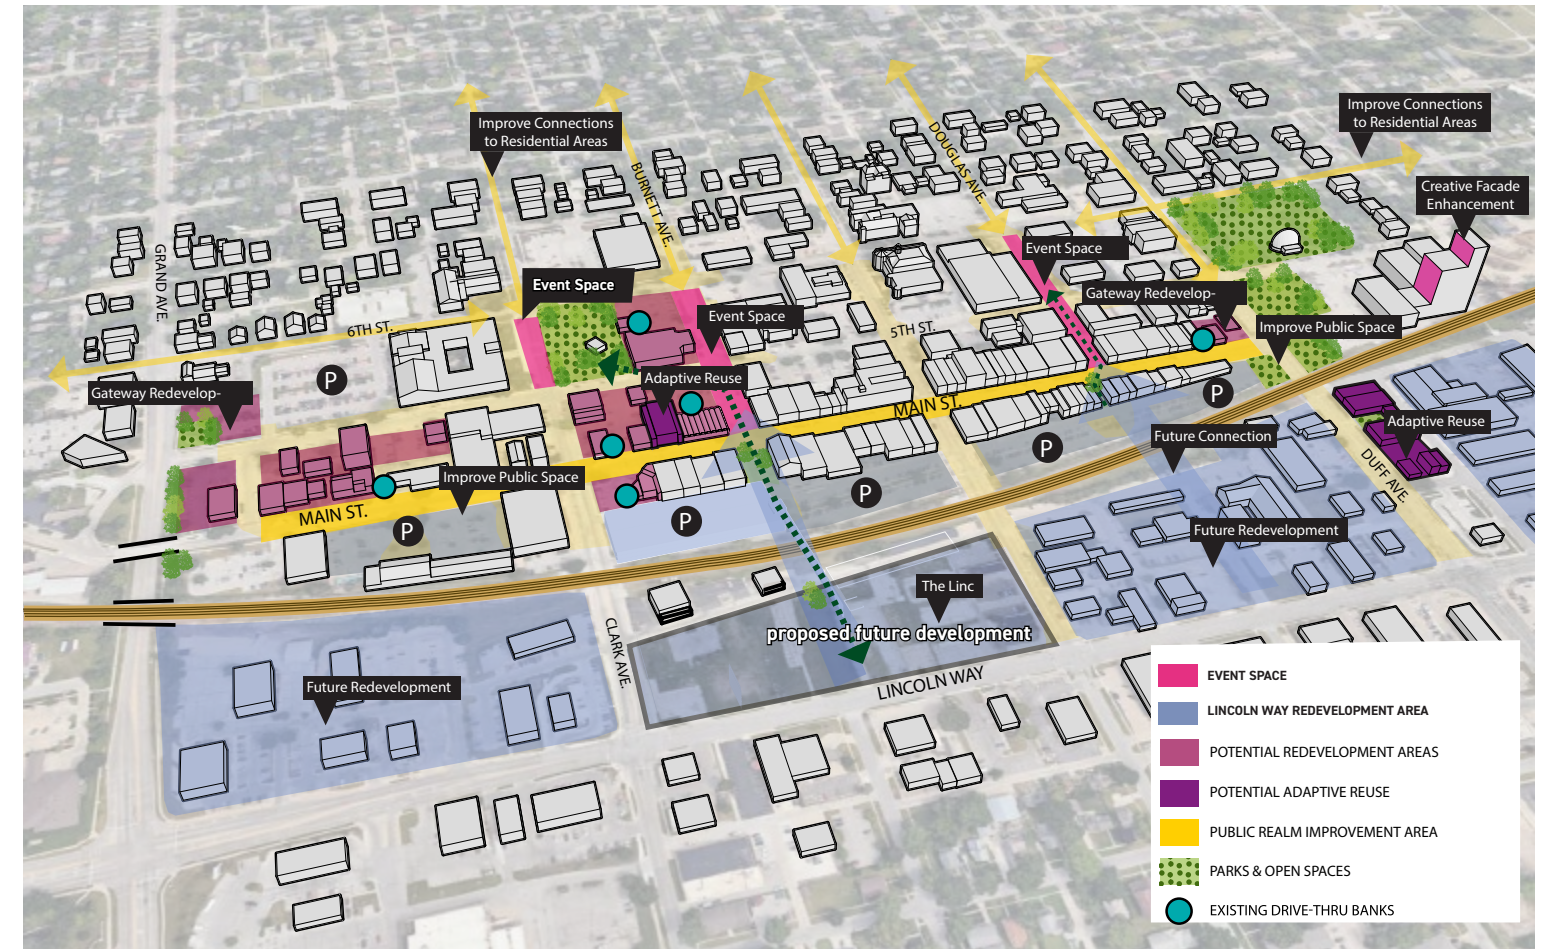 Improve Connections
to Residential Areas
Improve Connections
to Residential Areas
DOUGLAS AVE.
BURNETT AVE.
Creative Facade
Enhancement
GRAND AVE.
Event Space
Event Space
Gateway Redevelop-
Event Space
6TH ST.
5TH ST.
Improve Public Space
P
Adaptive Reuse
Gateway Redevelop-
P
MAIN ST.
Adaptive Reuse
Future Connection
P
Improve Public Space
DUFF AVE.
P
MAIN ST.
P
P
Future Redevelopment
The Linc
proposed future development
CLARK AVE.
LINCOLN WAY
Future Redevelopment
EVENT SPACE
LINCOLN WAY REDEVELOPMENT AREA
POTENTIAL REDEVELOPMENT AREAS
POTENTIAL ADAPTIVE REUSE
PUBLIC REALM IMPROVEMENT AREA
PARKS & OPEN SPACES
EXISTING DRIVE-THRU BANKS